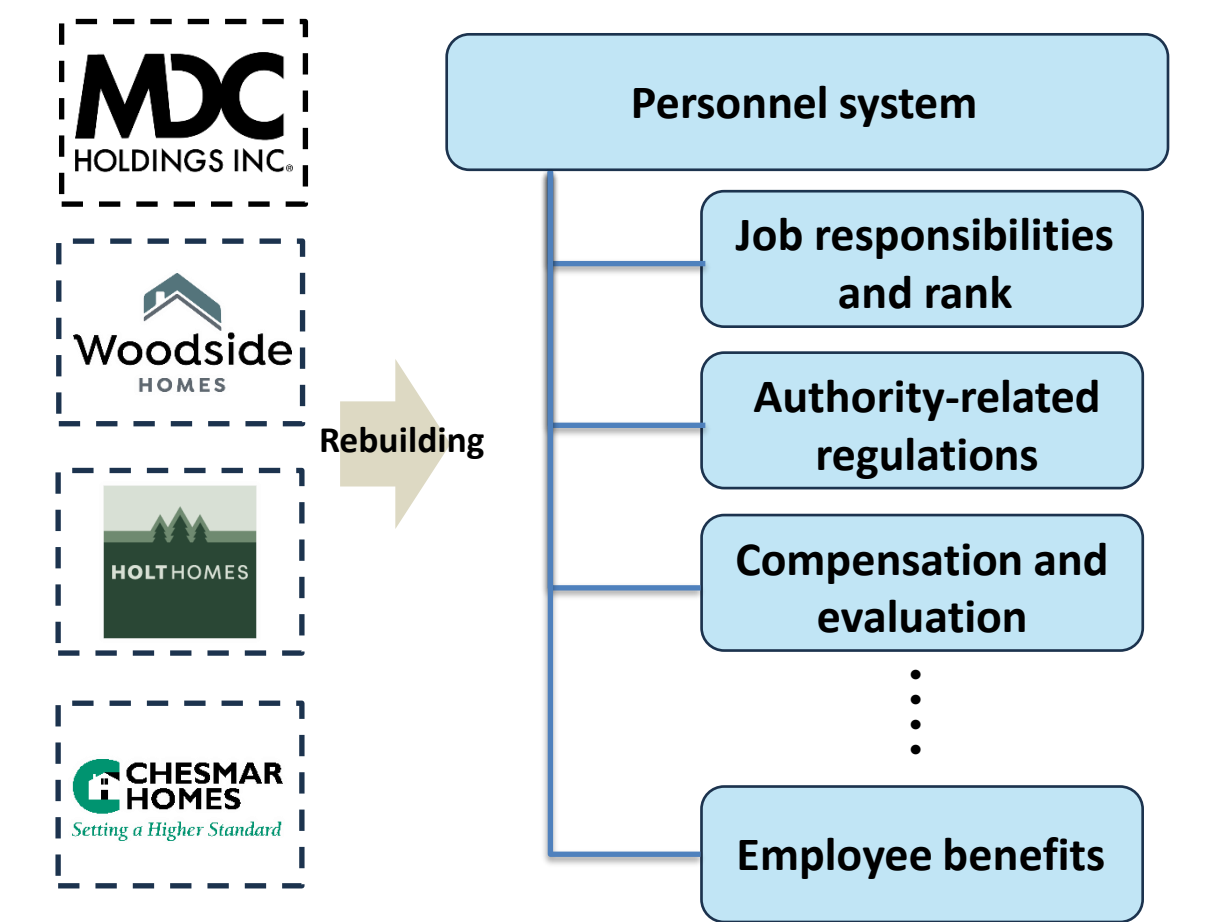 MDC
HOLDINGS INC.®
Woodside
HOMES
HOLTHOMES
CHESMAR
HOMES
Setting a Higher Standard
Rebuilding
Personnel system
Job responsibilities
and rank
Authority-related
regulations
Compensation and
evaluation
Employee benefits